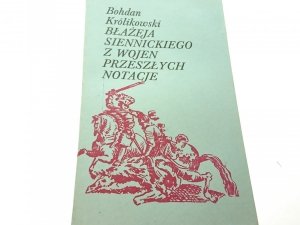 Bohdan
Królikowski
BŁAŻEJA
SIENNICKIEGO
Z WOJEN
PRZESZŁYCH
NOTACJE